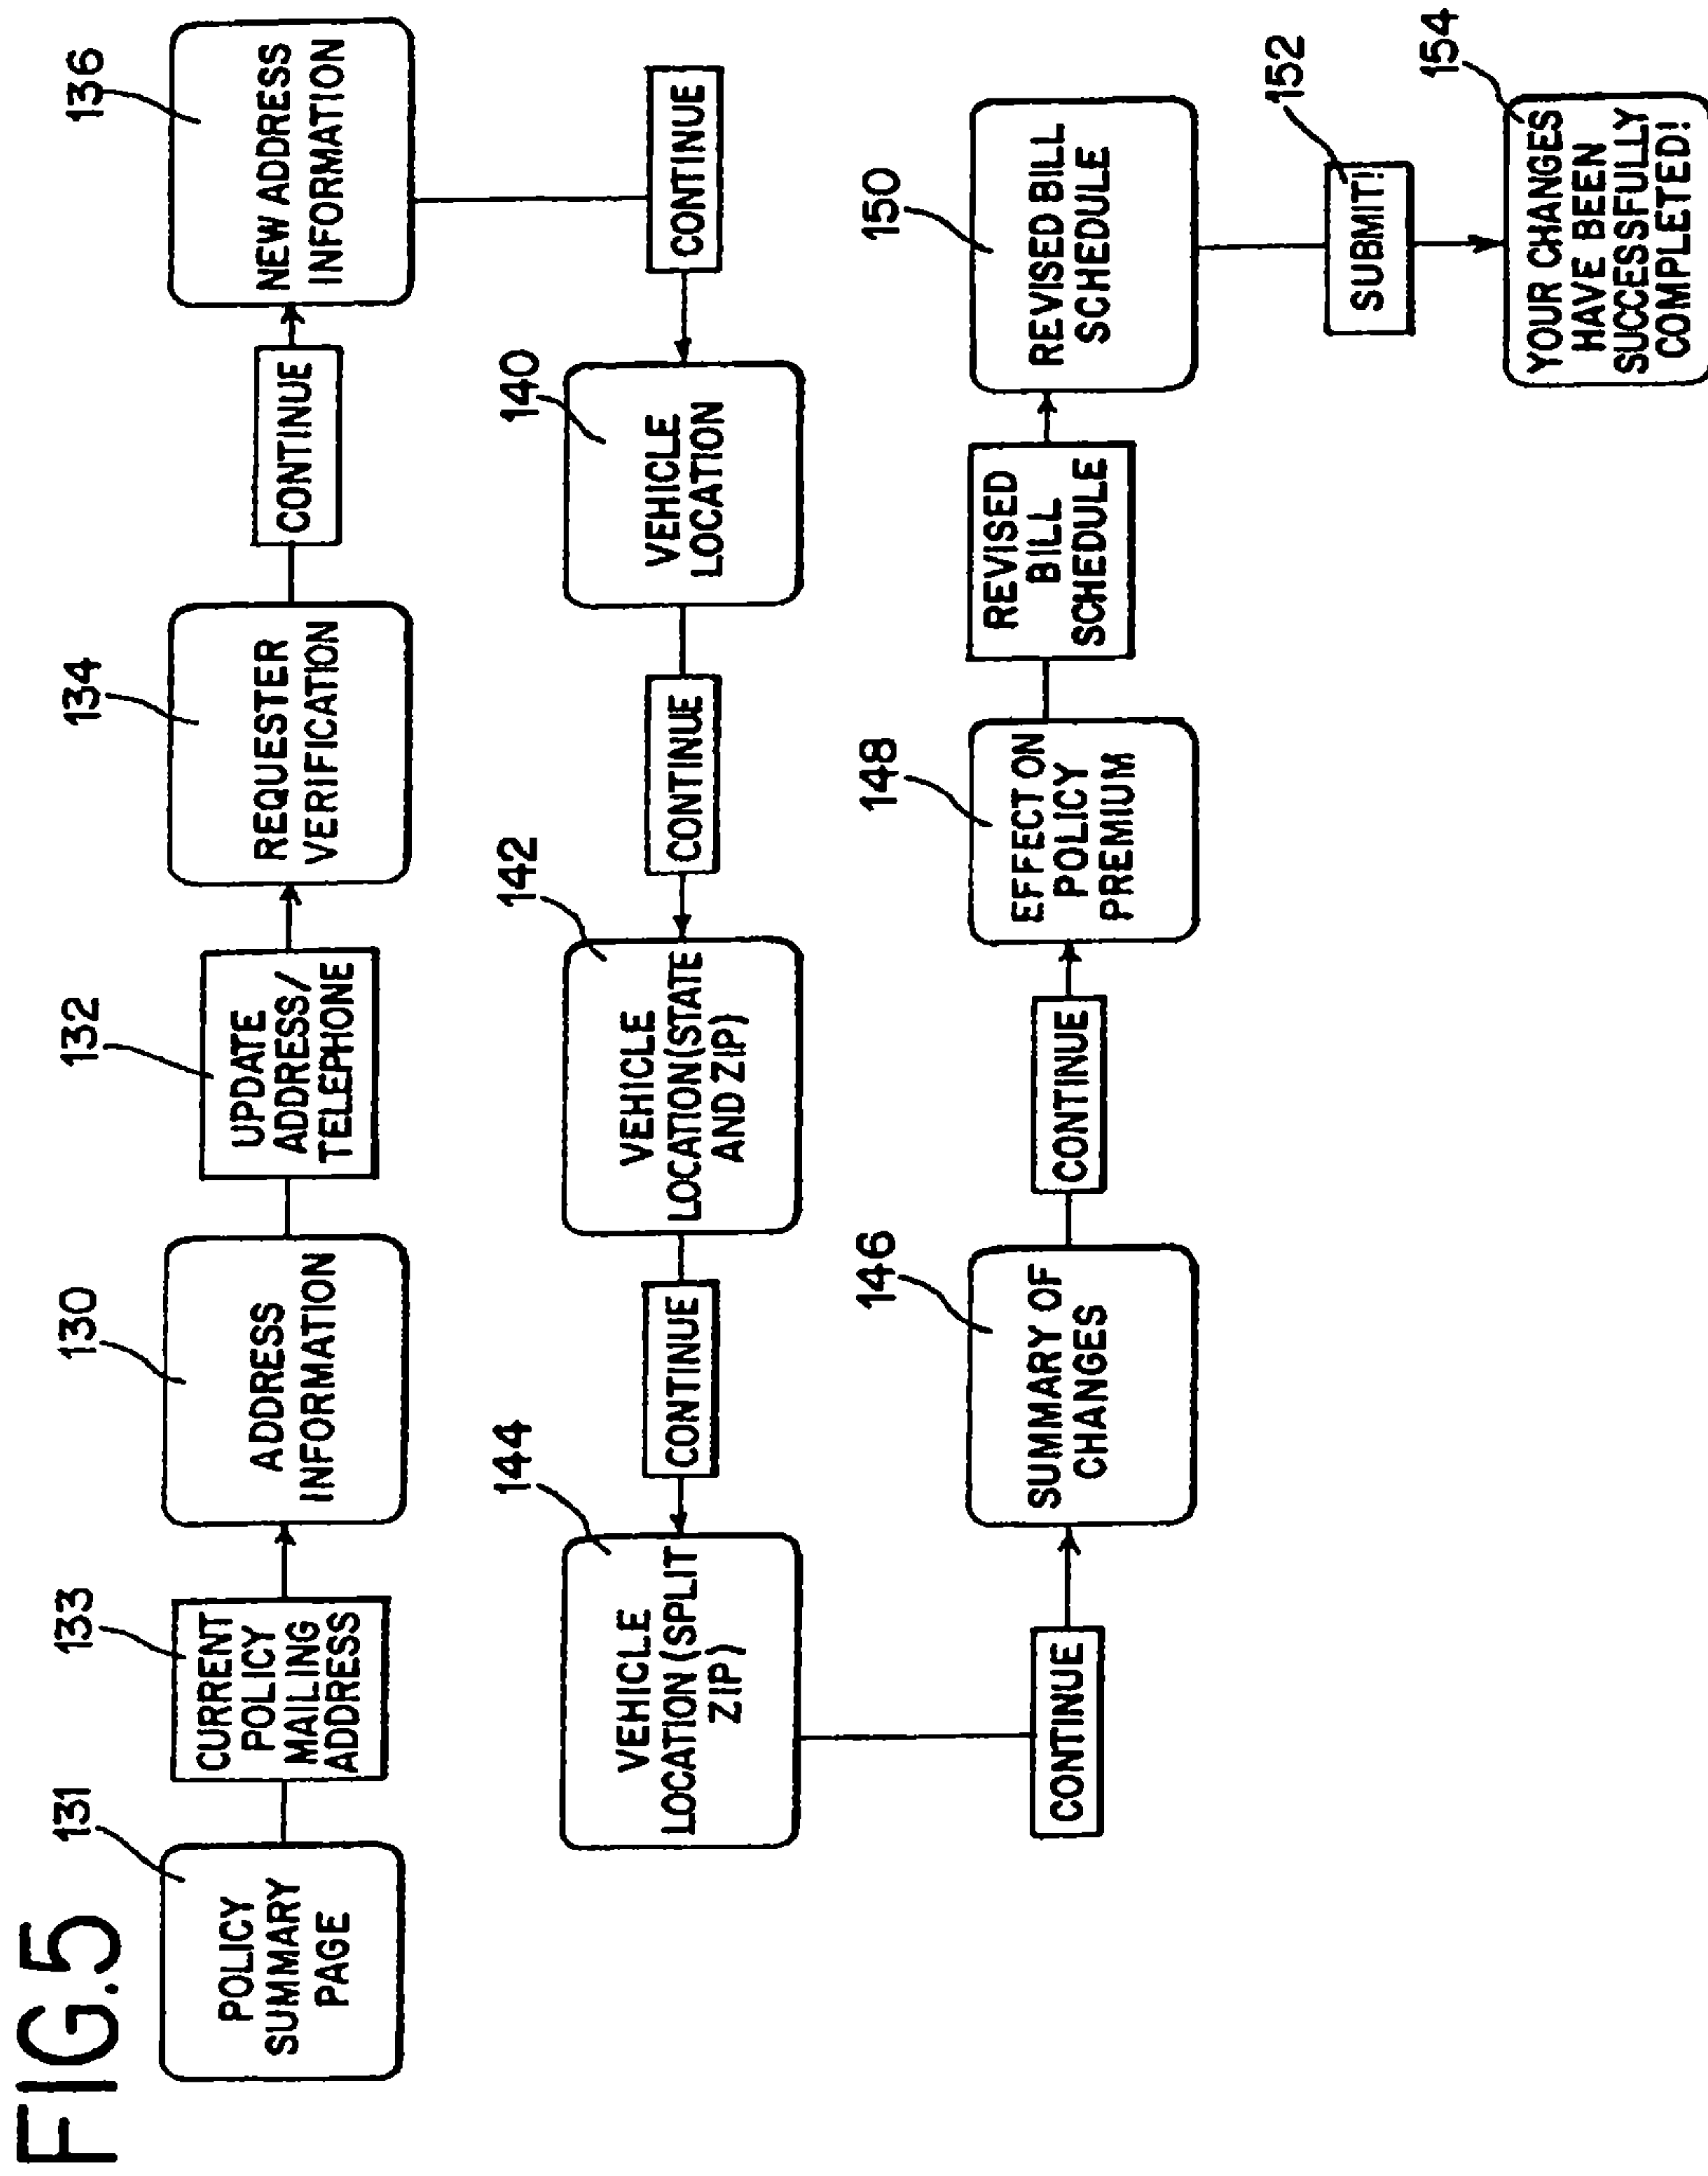 FIG.5
131
POLICY
SUMMARY
PAGE
133
CURRENT
POLICY
MAILING
ADDRESS
130
ADDRESS
INFORMATION
132
UPDATE
ADDRESS/
TELEPHONE
134
REQUESTER
VERIFICATION
CONTINUE
136
NEW ADDRESS
INFORMATION
CONTINUE
140
VEHICLE
LOCATION
CONTINUE
142
VEHICLE
LOCATION(STATE
AND ZIP)
CONTINUE
144
VEHICLE
LOCATION(SPLIT
ZIP)
CONTINUE
146
SUMMARY OF
CHANGES
CONTINUE
148
EFFECT ON
POLICY
PREMIUM
REVISED
BILL
SCHEDULE
150
REVISED BILL
SCHEDULE
152
SUBMIT!
154
YOUR CHANGES
HAVE BEEN
SUCCESSFULLY
COMPLETED!